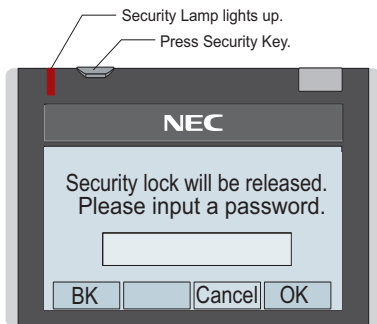 Security Lamp lights up.
Press Security Key.
NEC
Security lock will be released.
Please input a password.
BK Cancel OK